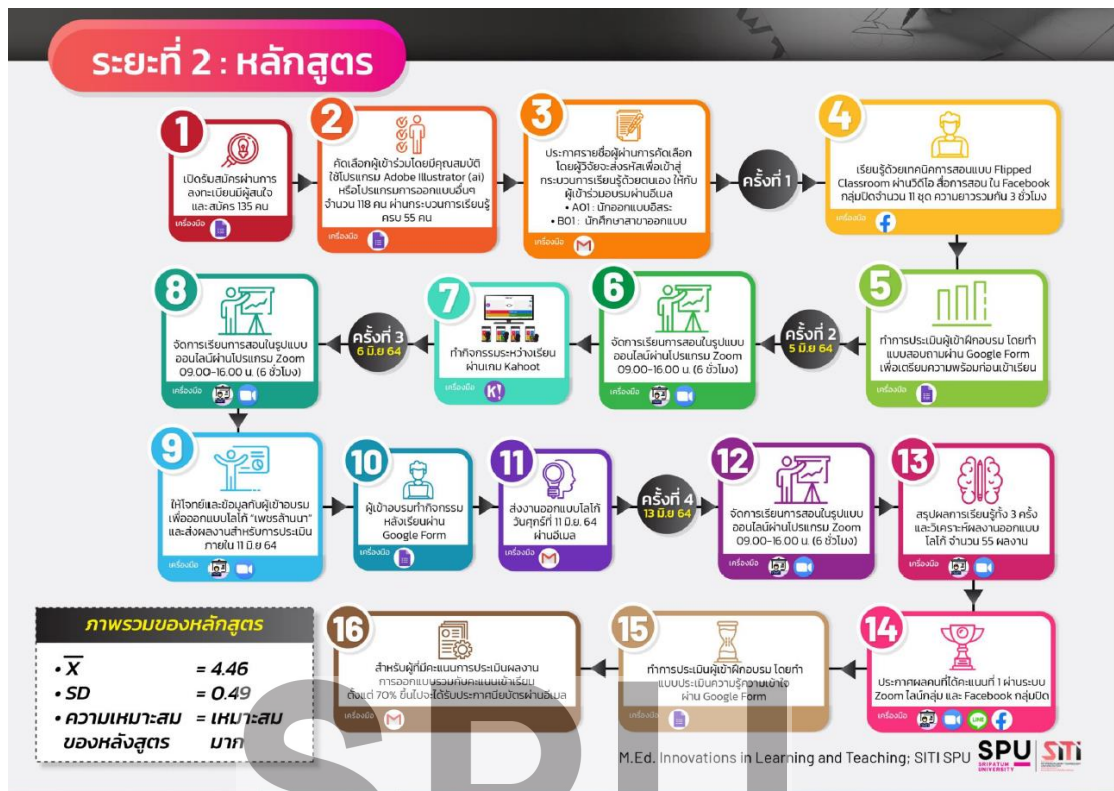 ระยะที่ 2 : หลักสูตร
1
เปิดรับสมัครผ่านการ
ลงทะเบียนมีผู้สนใจ
และสมัคร 135 คน
เครื่องมือ
2
คัดเลือกผู้เข้าร่วมโดยมีคุณสมบัติ
ใช้โปรแกรม Adobe Illustrator (ai)
หรือโปรแกรมการออกแบบอื่นๆ
จำนวน 118 คน ผ่านกระบวนการเรียนรู้
ครบ 55 คน
เครื่องมือ
3
ประกาศรายชื่อผู้ผ่านการคัดเลือก
โดยผู้วิจัยจะส่งรหัสเพื่อเข้าสู่
กระบวนการเรียนรู้ด้วยตนเอง ให้กับ
ผู้เข้าร่วมอบรมผ่านอีเมล
• A01 : นักออกแบบอิสระ
• B01 : นักศึกษาสาขาออกแบบ
เครื่องมือ
ครั้งที่ 1
4
เรียนรู้ด้วยเทคนิคการสอนแบบ Flipped
Classroom ผ่านวิดีโอ สื่อการสอน ใน Facebook
กลุ่มปิดจำนวน 11 ชุด ความยาวรวมกัน 3 ชั่วโมง
เครื่องมือ
5
ทำการประเมินผู้เข้าฝึกอบรม โดยทำ
แบบสอบถามผ่าน Google Form
เพื่อเตรียมความพร้อมก่อนเข้าเรียน
เครื่องมือ
ครั้งที่ 2
5 มิ.ย 64
6
จัดการเรียนการสอนในรูปแบบ
ออนไลน์ผ่านโปรแกรม Zoom
09.00-16.00 น. (6 ชั่วโมง)
เครื่องมือ
7
ทำกิจกรรมระหว่างเรียน
ผ่านเกม Kahoot
เครื่องมือ K!
ครั้งที่ 3
6 มิ.ย 64
8
จัดการเรียนการสอนในรูปแบบ
ออนไลน์ผ่านโปรแกรม Zoom
09.00-16.00 น. (6 ชั่วโมง)
เครื่องมือ
9
ให้โจทย์และข้อมูลกับผู้เข้าอบรม
เพื่อออกแบบโลโก้ "เพชรล้านนา"
และส่งผลงานสำหรับการประเมิน
ภายใน 11 มิ.ย 64
เครื่องมือ
10
ผู้เข้าอบรมทำกิจกรรม
หลังเรียนผ่าน
Google Form
เครื่องมือ
11
ส่งงานออกแบบโลโก้
วันศุกร์ที่ 11 มิ.ย. 64
ผ่านอีเมล
เครื่องมือ
ครั้งที่ 4
13 มิ.ย 64
12
จัดการเรียนการสอนในรูปแบบ
ออนไลน์ผ่านโปรแกรม Zoom
09.00-16.00 น. (6 ชั่วโมง)
เครื่องมือ
13
สรุปผลการเรียนรู้ทั้ง 3 ครั้ง
และวิเคราะห์ผลงานออกแบบ
โลโก้ จำนวน 55 ผลงาน
เครื่องมือ
14
ประกาศผลคนที่ได้คะแนนที่ 1 ผ่านระบบ
Zoom ไลน์กลุ่ม และ Facebook กลุ่มปิด
เครื่องมือ LINE
15
ทำการประเมินผู้เข้าฝึกอบรม โดยทำ
แบบประเมินความรู้ความเข้าใจ
ผ่าน Google Form
เครื่องมือ
16
สำหรับผู้ที่มีคะแนนการประเมินผลงาน
การออกแบบรวมกับคะแนนเข้าเรียน
ตั้งแต่ 70% ขึ้นไปจะได้รับประกาศนียบัตรผ่านอีเมล
เครื่องมือ
ภาพรวมของหลักสูตร
• X̄ = 4.46
• SD = 0.49
• ความเหมาะสม = เหมาะสม
ของหลังสูตร มาก
M.Ed. Innovations in Learning and Teaching; SITI SPU
SPU SiTi
SRIPATUM
UNIVERSITY